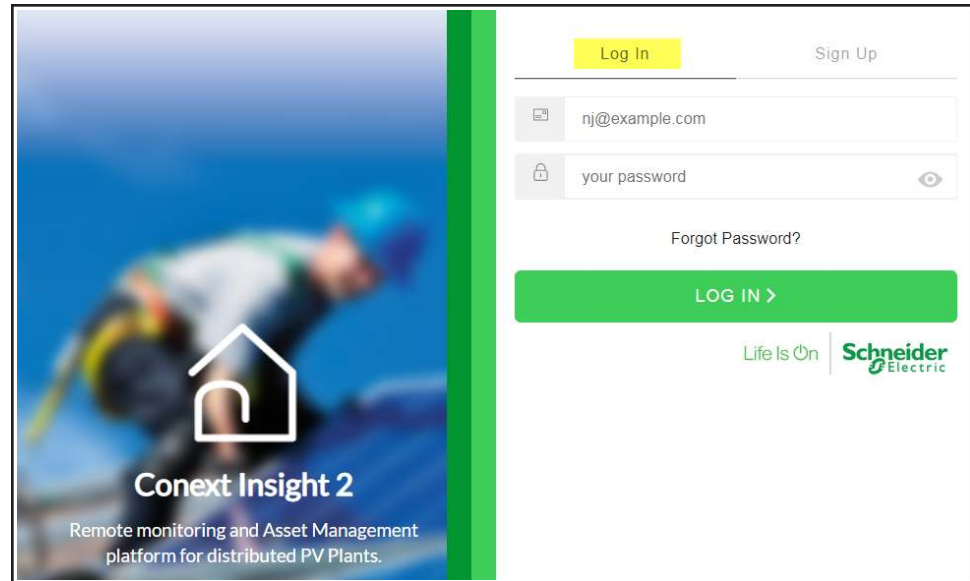 Log In
Sign Up
nj@example.com
your password
Forgot Password?
LOG IN >
Life Is On
Schneider
Electric
Conext Insight 2
Remote monitoring and Asset Management
platform for distributed PV Plants.